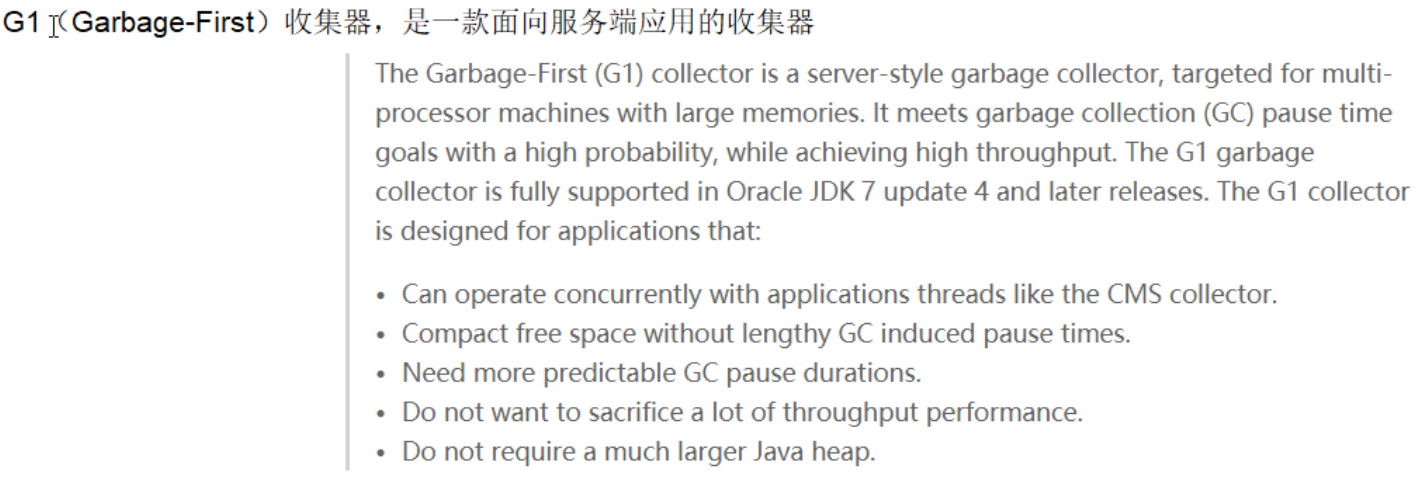 G1（Garbage-First）收集器，是一款面向服务端应用的收集器
The Garbage-First (G1) collector is a server-style garbage collector, targeted for multi-
processor machines with large memories. It meets garbage collection (GC) pause time
goals with a high probability, while achieving high throughput. The G1 garbage
collector is fully supported in Oracle JDK 7 update 4 and later releases. The G1 collector
is designed for applications that:
• Can operate concurrently with applications threads like the CMS collector.
• Compact free space without lengthy GC induced pause times.
• Need more predictable GC pause durations.
• Do not want to sacrifice a lot of throughput performance.
• Do not require a much larger Java heap.